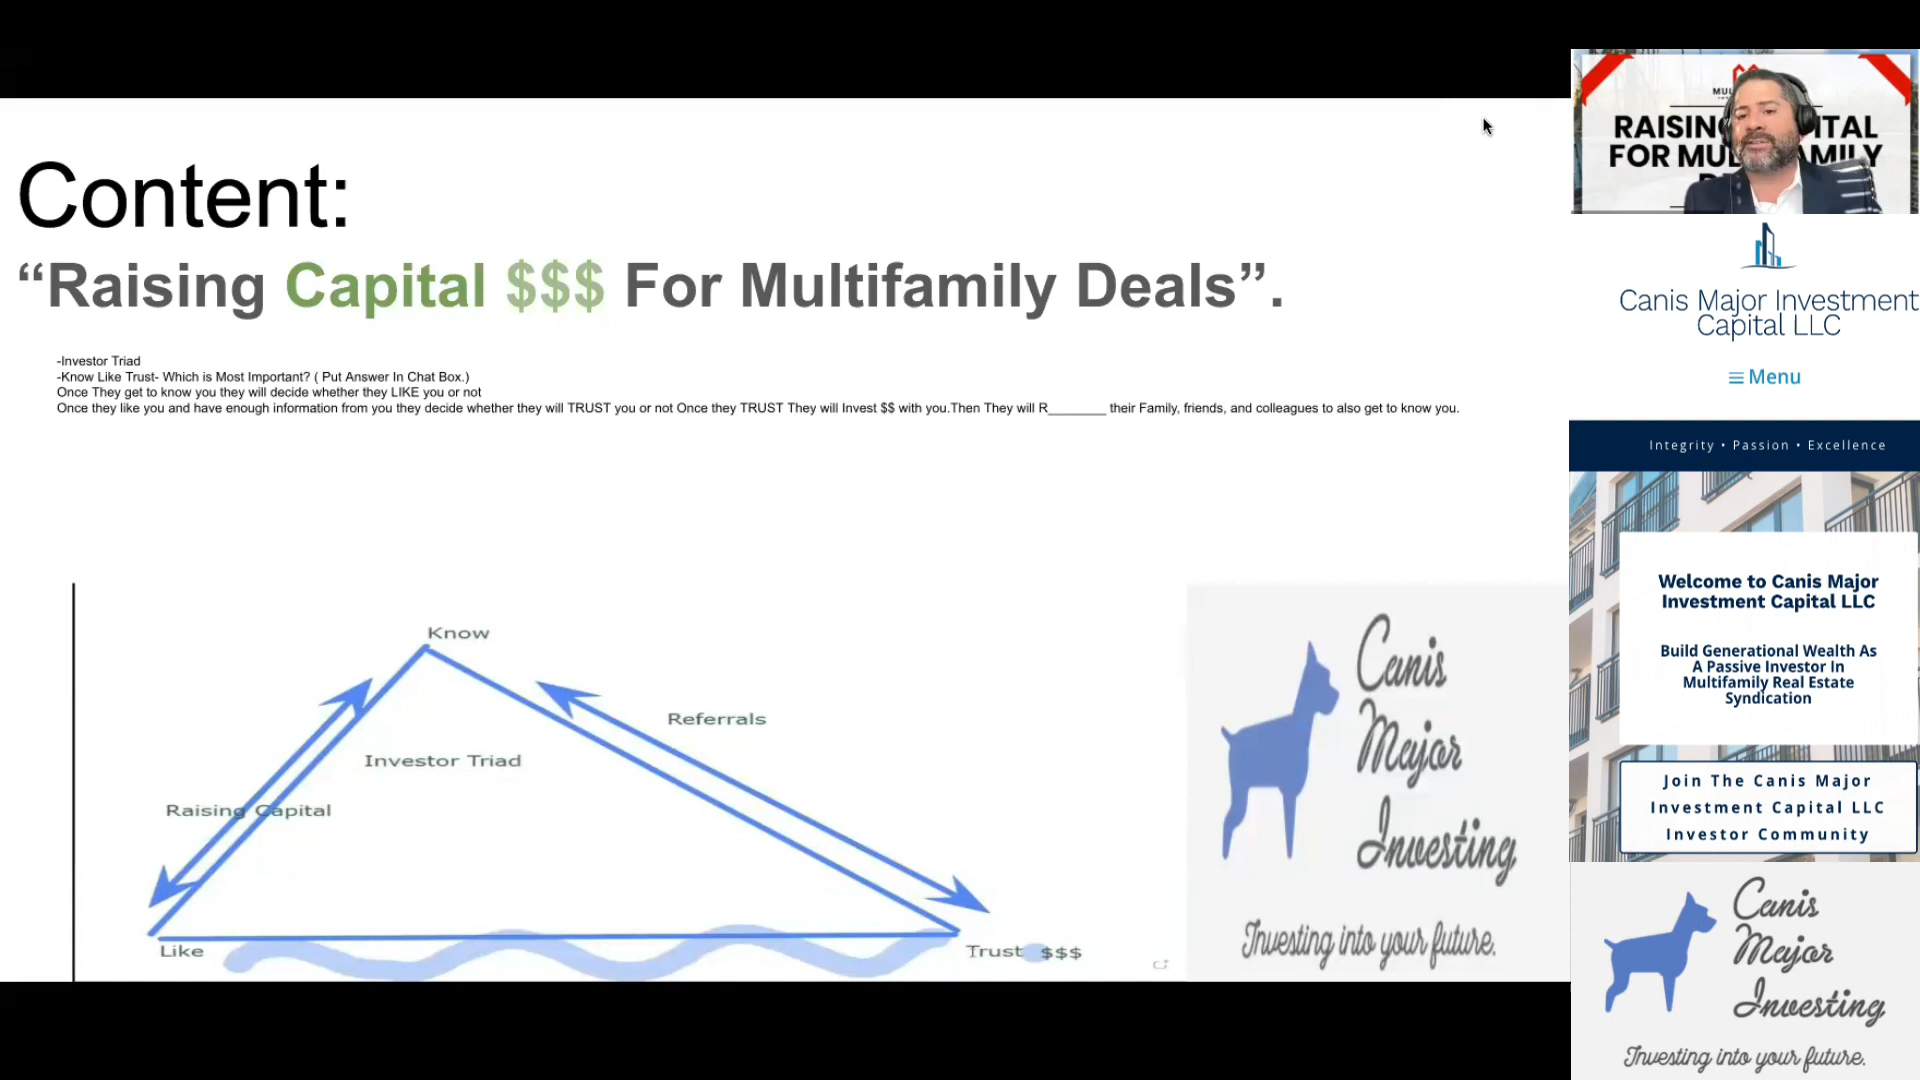 Content:
“Raising Capital $$$ For Multifamily Deals”.
-Investor Triad
-Know Like Trust- Which is Most Important? ( Put Answer In Chat Box.)
Once They get to know you they will decide whether they LIKE you or not
Once they like you and have enough information from you they decide whether they will TRUST you or not Once they TRUST They will Invest $$ with you.Then They will R________ their Family, friends, and colleagues to also get to know you.
Know
Referrals
Investor Triad
Raising Capital
Like
Trust $$$
Canis
Major
Investing
Investing into your future.
RAISING
FOR
Canis Major Investment
Capital LLC
Menu
Integrity • Passion • Excellence
Welcome to Canis Major
Investment Capital LLC
Build Generational Wealth As
A Passive Investor In
Multifamily Real Estate
Syndication
Join The Canis Major
Investment Capital LLC
Investor Community
Canis
Major
Investing
Investing into your future.